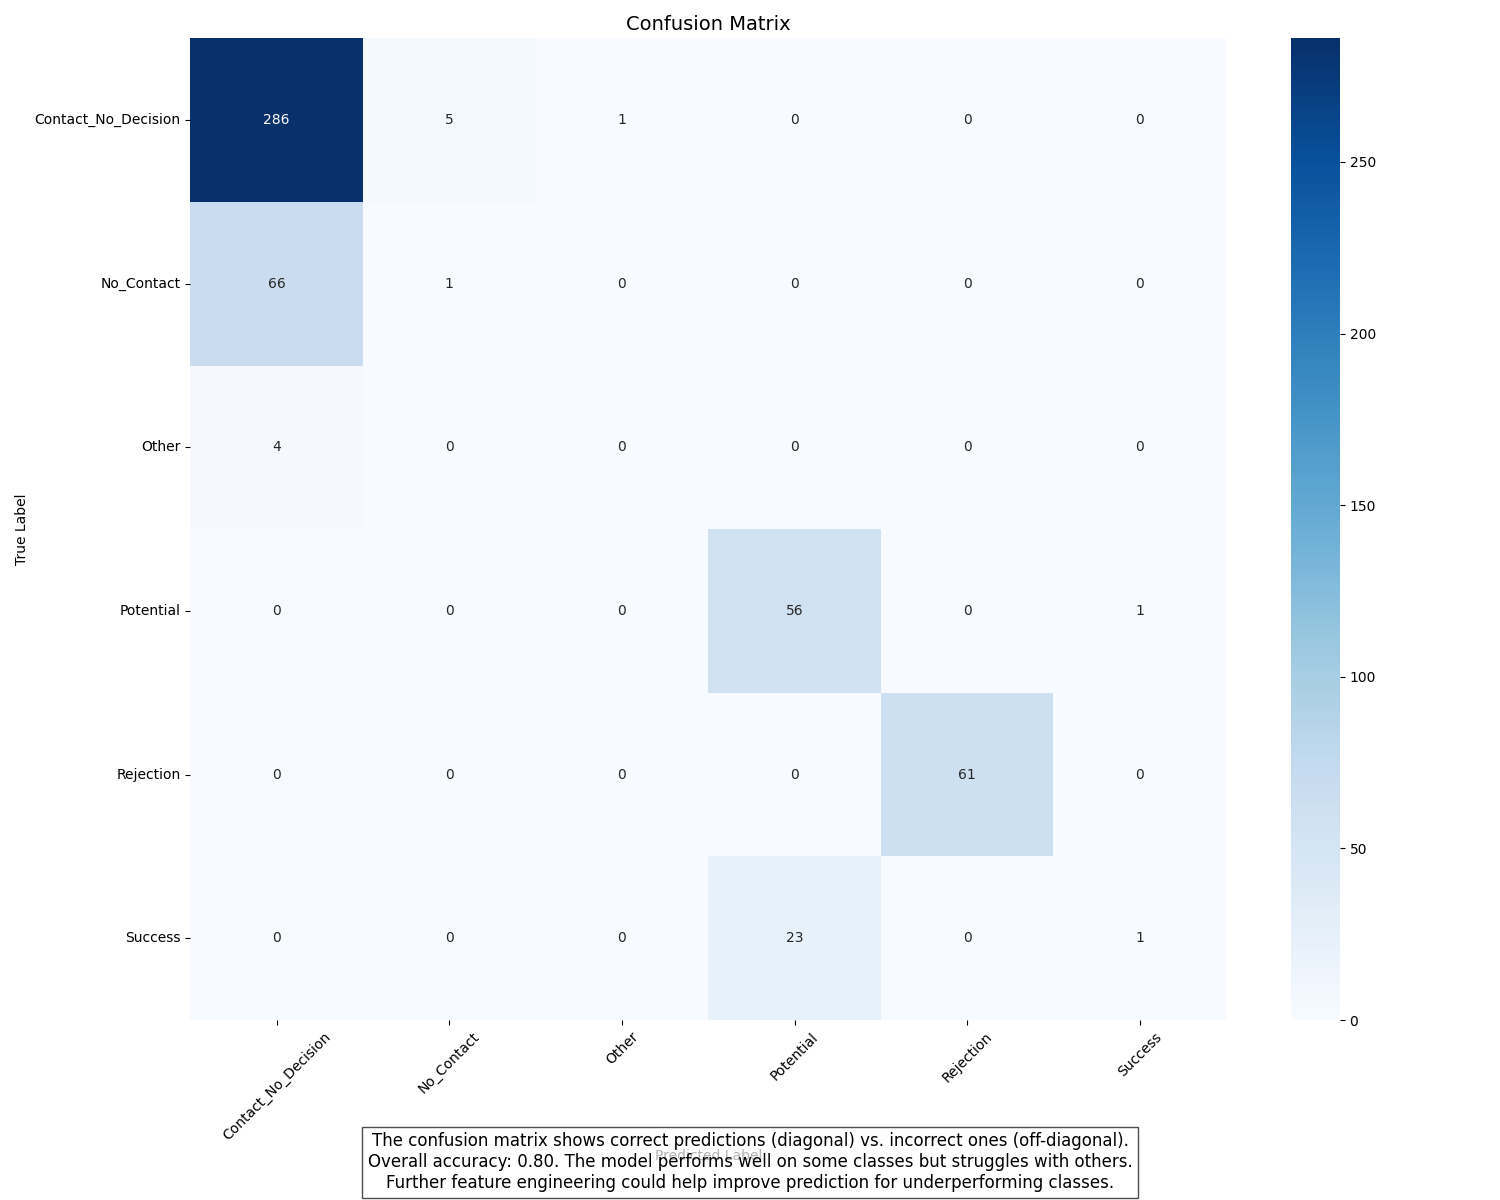 Confusion Matrix
Contact_No_Decision 286 5 1 0 0 0
No_Contact 66 1 0 0 0 0
Other 4 0 0 0 0 0
Potential 0 0 0 56 0 1
Rejection 0 0 0 0 61 0
Success 0 0 0 23 0 1
True Label
Contact_No_Decision No_Contact Other Potential Rejection Success
Predicted Label
250
200
150
100
50
0
The confusion matrix shows correct predictions (diagonal) vs. incorrect ones (off-diagonal).
Overall accuracy: 0.80. The model performs well on some classes but struggles with others.
Further feature engineering could help improve prediction for underperforming classes.